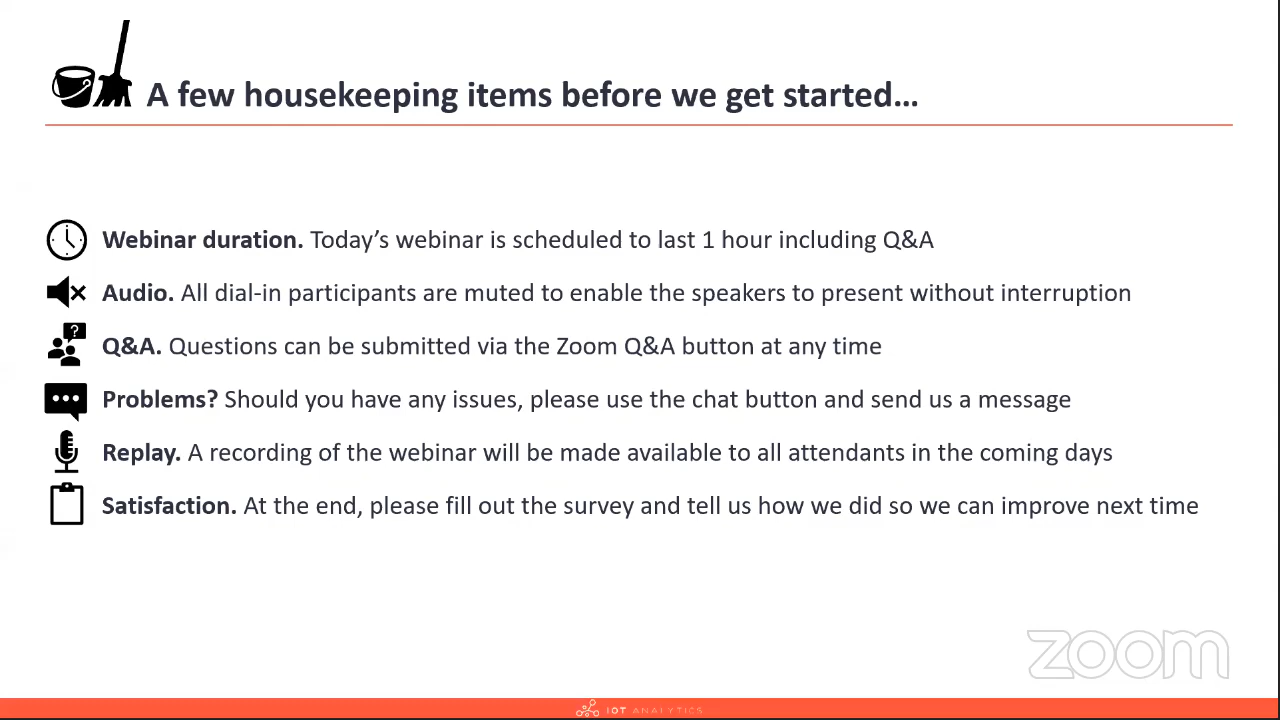 A few housekeeping items before we get started…
Webinar duration. Today’s webinar is scheduled to last 1 hour including Q&A
Audio. All dial-in participants are muted to enable the speakers to present without interruption
?
Q&A. Questions can be submitted via the Zoom Q&A button at any time
Problems? Should you have any issues, please use the chat button and send us a message
Replay. A recording of the webinar will be made available to all attendants in the coming days
Satisfaction. At the end, please fill out the survey and tell us how we did so we can improve next time
zoom
IOT ANALYTICS